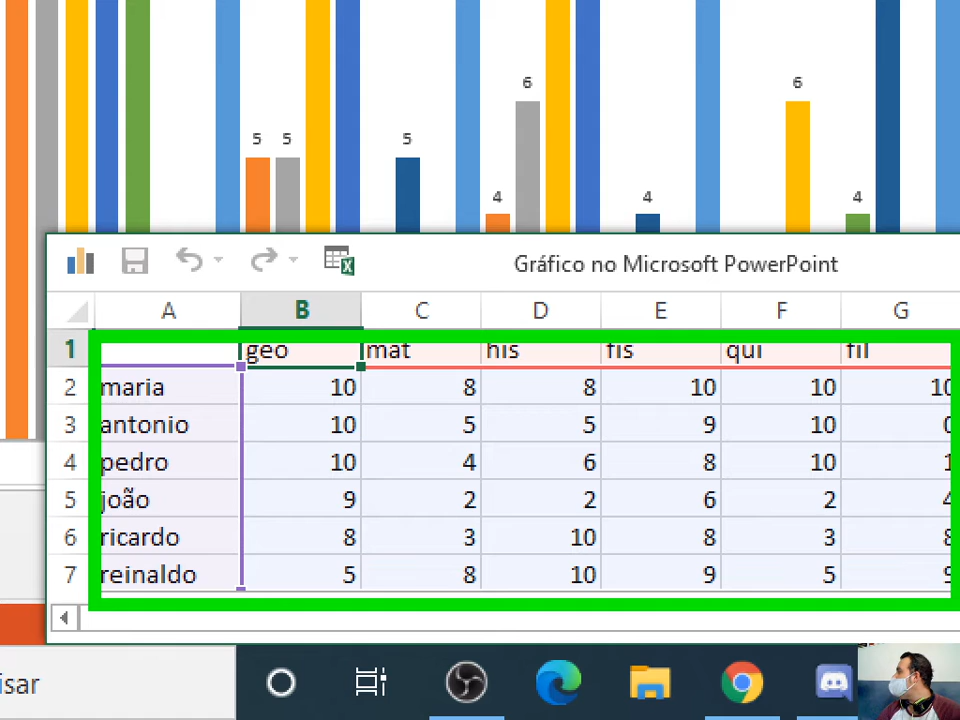 6
6
5
5
5
4
4
4
Gráfico no Microsoft PowerPoint
A B C D E F G
1 geo mat his fis qui fil
2 maria 10 8 8 10 10 10
3 antonio 10 5 5 9 10 0
4 pedro 10 4 6 8 10 1
5 joão 9 2 2 6 2 4
6 ricardo 8 3 10 8 3 8
7 reinaldo 5 8 10 9 5 9
isar